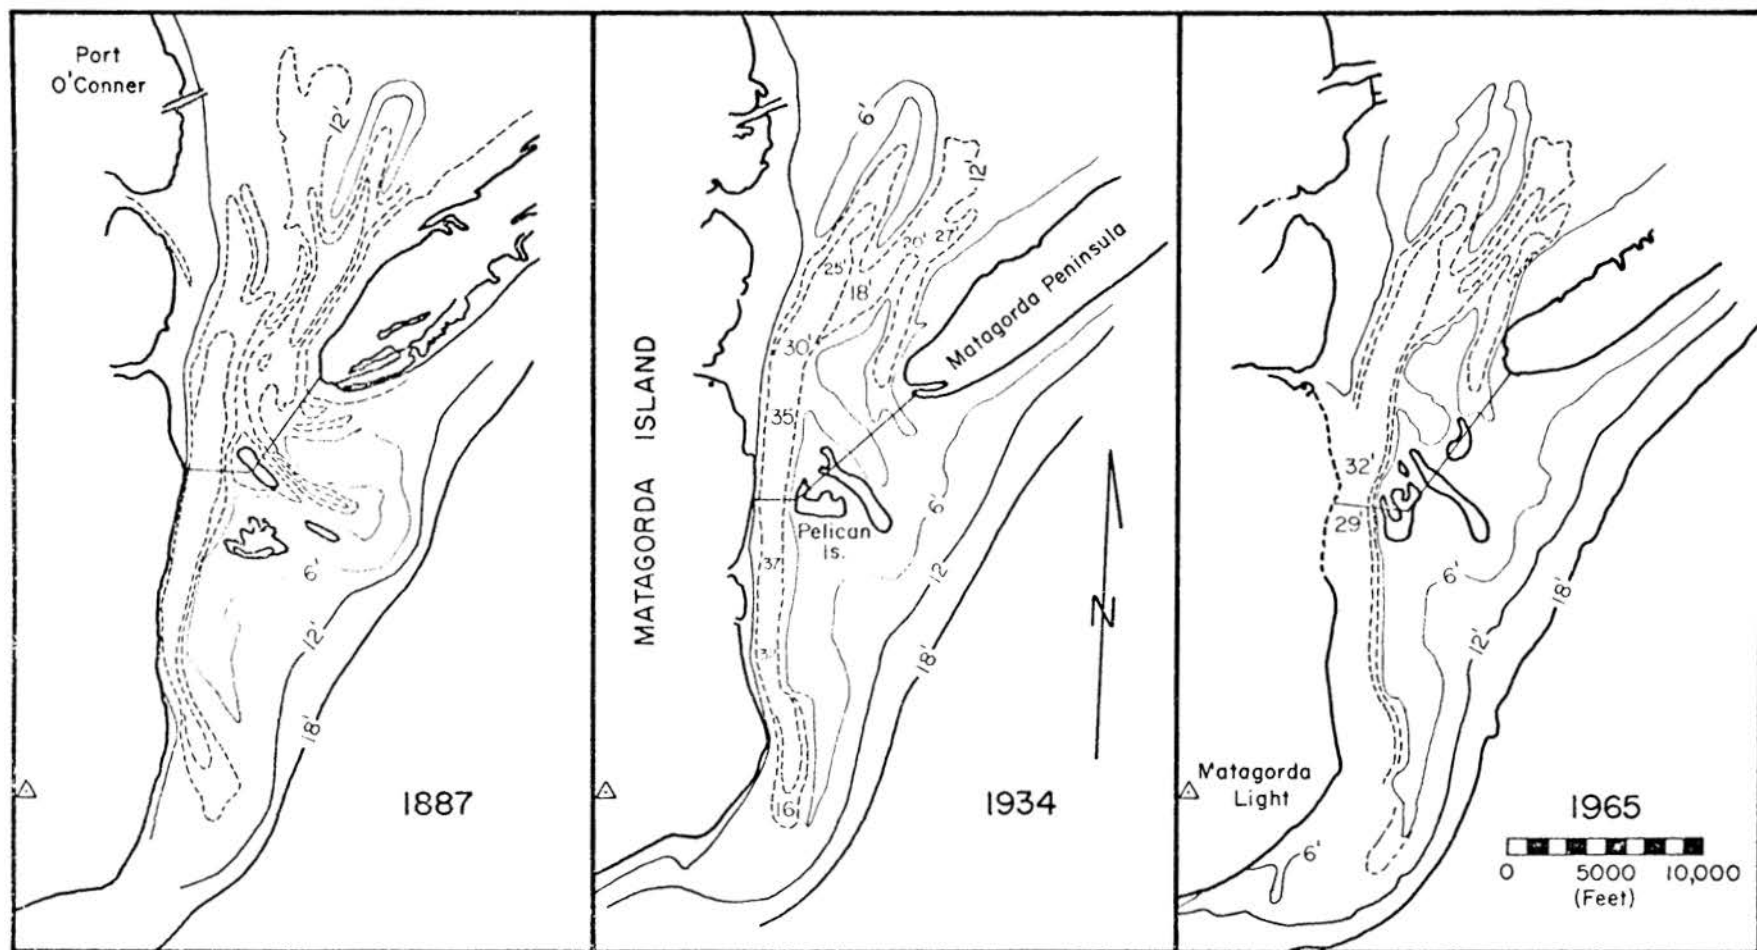 Port
O'Conner
12'
6'
12'
18'
1887
6'
12'
20'
27'
25'
18
30'
35'
MATAGORDA ISLAND
Matagorda Peninsula
Pelican
Is.
37
6'
12'
18'
N
16
1934
32'
29'
6'
18'
12'
Matagorda
Light
6'
1965
0 5000 10,000
(Feet)